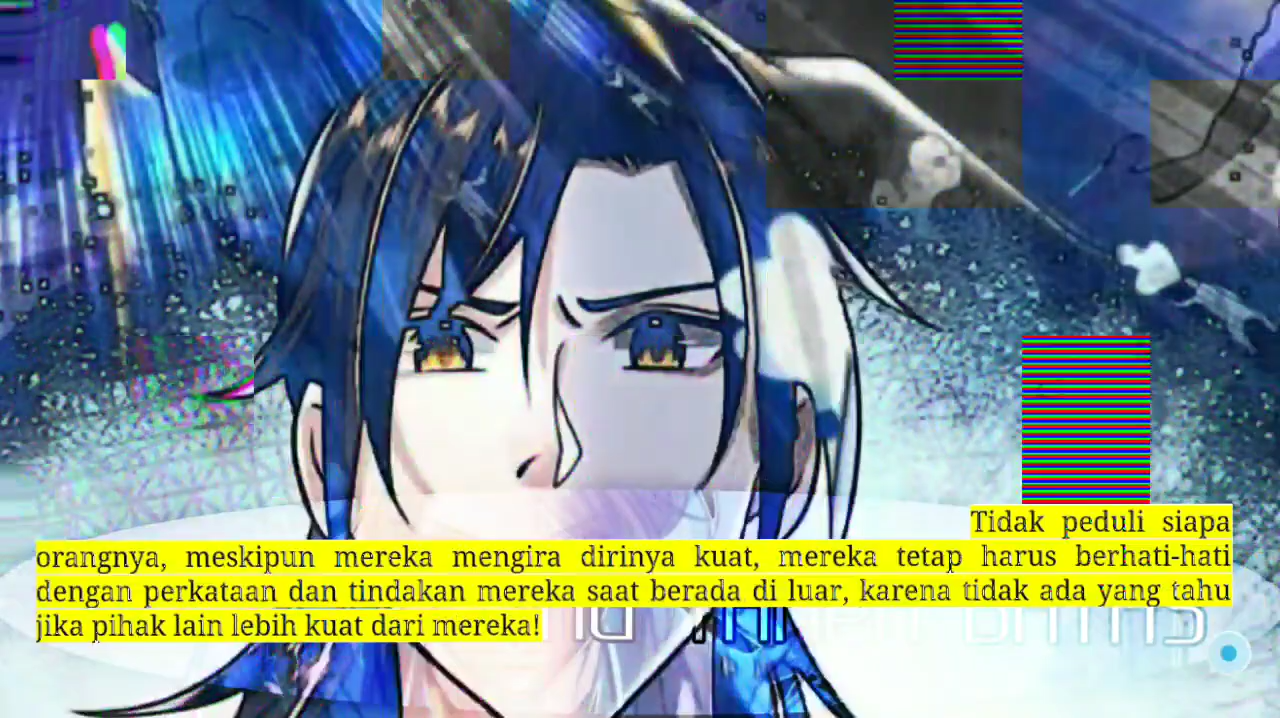 Tidak peduli siapa
orangnya, meskipun mereka mengira dirinya kuat, mereka tetap harus berhati-hati
dengan perkataan dan tindakan mereka saat berada di luar, karena tidak ada yang tahu
jika pihak lain lebih kuat dari mereka!